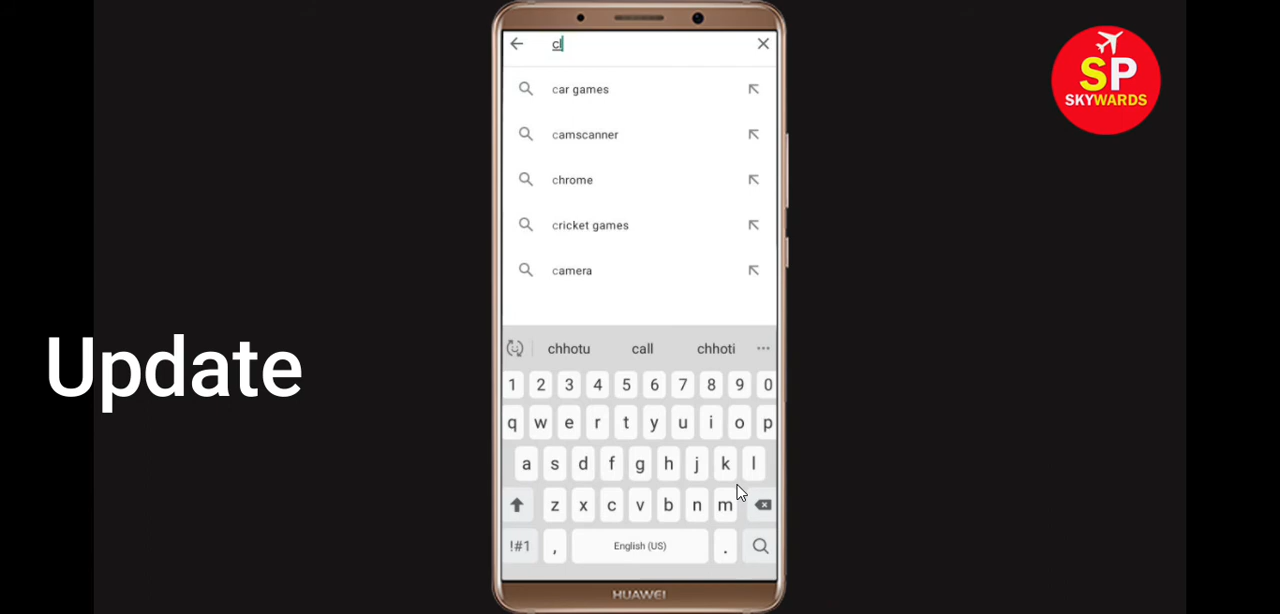 cl
car games
camscanner
chrome
cricket games
camera
chhotu call chhoti ...
1 2 3 4 5 6 7 8 9 0
q w e r t y u i o p
a s d f g h j k l
z x c v b n m
!#1 , English (US) .
HUAWEI
Update
SP
SKYWARDS